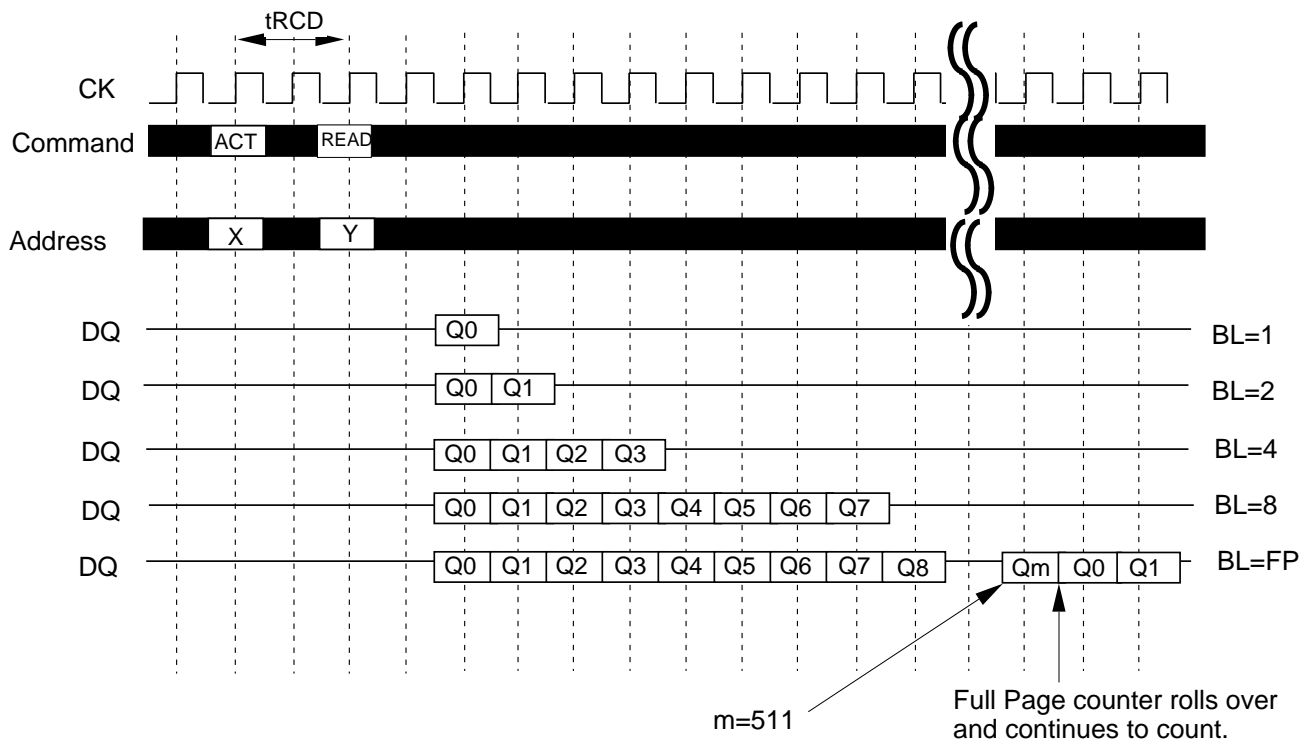 tRCD
CK
Command ACT READ
Address X Y
DQ Q0 BL=1
DQ Q0 Q1 BL=2
DQ Q0 Q1 Q2 Q3 BL=4
DQ Q0 Q1 Q2 Q3 Q4 Q5 Q6 Q7 BL=8
DQ Q0 Q1 Q2 Q3 Q4 Q5 Q6 Q7 Q8 Qm Q0 Q1 BL=FP
m=511
Full Page counter rolls over
and continues to count.